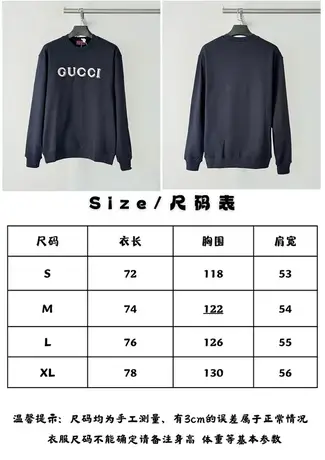 GUCCI
Size/尺码表
尺码 衣长 胸围 肩宽
S 72 118 53
M 74 122 54
L 76 126 55
XL 78 130 56
温馨提示：尺码均为手工测量、有3cm的误差属于正常情况
衣服尺码不能确定请备注身高 体重等基本参数